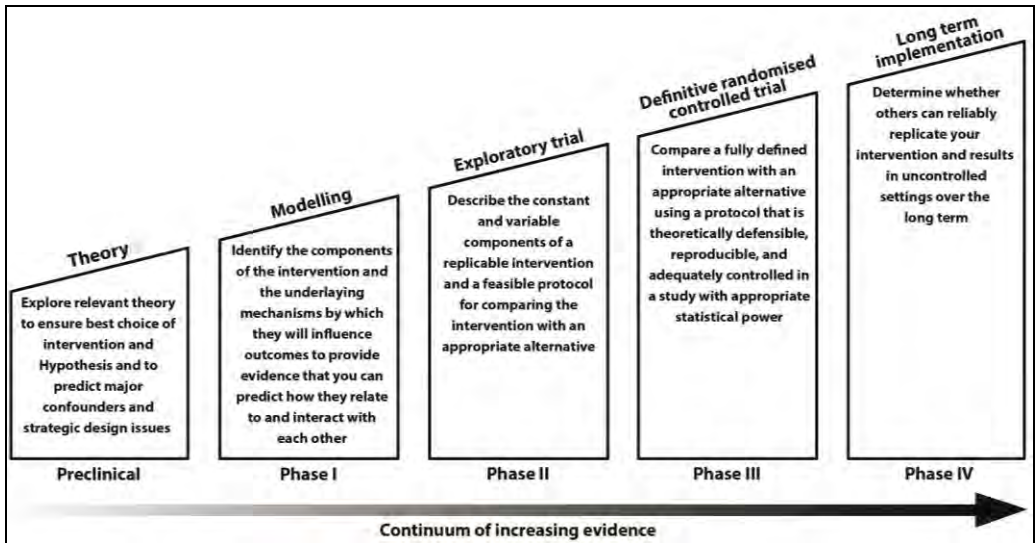 Theory
Explore relevant theory
to ensure best choice of
intervention and
Hypothesis and to
predict major
confounders and
strategic design issues
Preclinical
Modelling
Identify the components
of the intervention and
the underlaying
mechanisms by which
they will influence
outcomes to provide
evidence that you can
predict how they relate
to and interact with
each other
Phase I
Exploratory trial
Describe the constant
and variable
components of a
replicable intervention
and a feasible protocol
for comparing the
intervention with an
appropriate alternative
Phase II
Definitive randomised
controlled trial
Compare a fully defined
intervention with an
appropriate alternative
using a protocol that is
theoretically defensible,
reproducible, and
adequately controlled in
a study with appropriate
statistical power
Phase III
Long term
implementation
Determine whether
others can reliably
replicate your
intervention and results
in uncontrolled
settings over the
long term
Phase IV
Continuum of increasing evidence